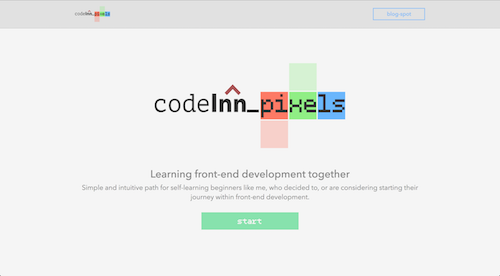 codeInn_pixels
blog-spot
codeInn_pixels
Learning front-end development together
Simple and intuitive path for self-learning beginners like me, who decided to, or are considering starting their
journey within front-end development.
start